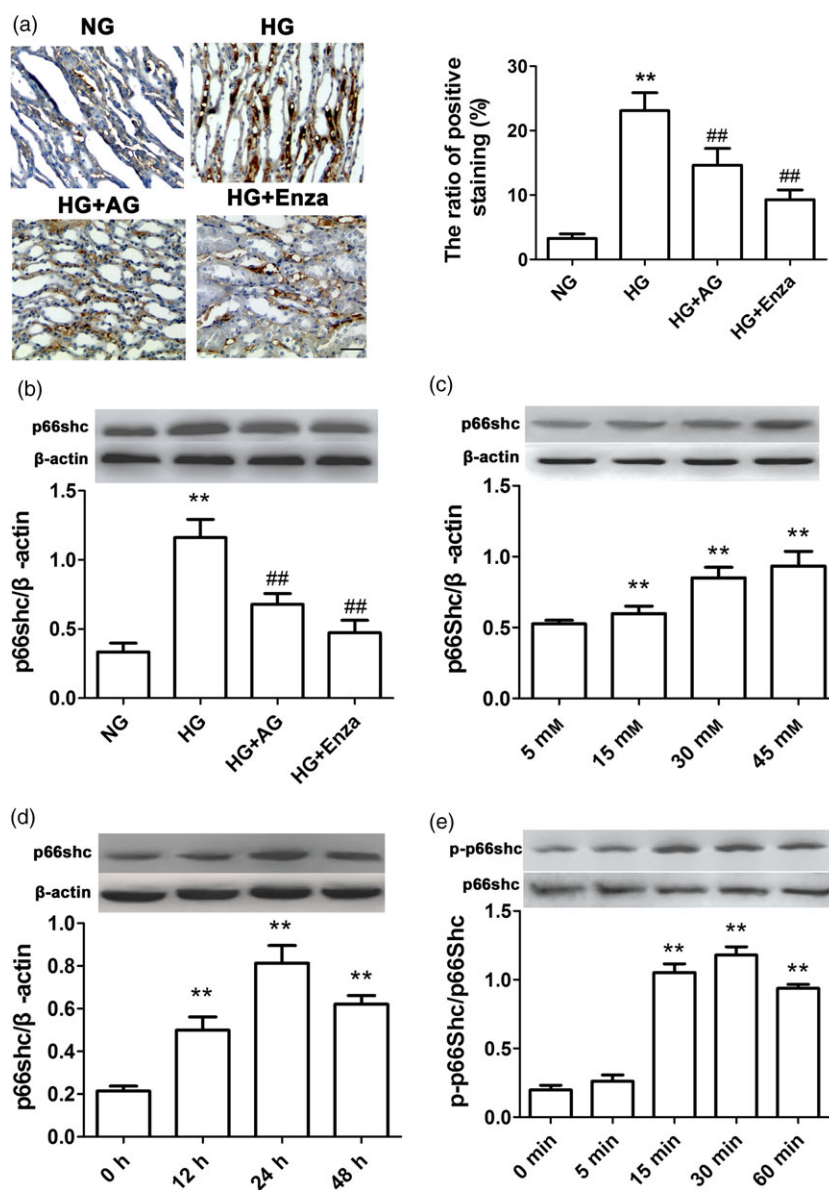 (a)
NG
HG
HG+AG
HG+Enza
The ratio of positive
staining (%)
30
20
10
0
**
##
##
NG
HG
HG+AG
HG+Enza
(b)
p66shc
β-actin
p66shc/β -actin
1.5
1.0
0.5
0.0
**
##
##
NG
HG
HG+AG
HG+Enza
(c)
p66shc
β-actin
p66Shc/β -actin
1.5
1.0
0.5
0.0
**
**
**
5 mM
15 mM
30 mM
45 mM
(d)
p66shc
β-actin
p66shc/β -actin
1.0
0.8
0.6
0.4
0.2
0.0
**
**
**
0 h
12 h
24 h
48 h
(e)
p-p66shc
p66shc
p-p66Shc/p66Shc
1.5
1.0
0.5
0.0
**
**
**
0 min
5 min
15 min
30 min
60 min